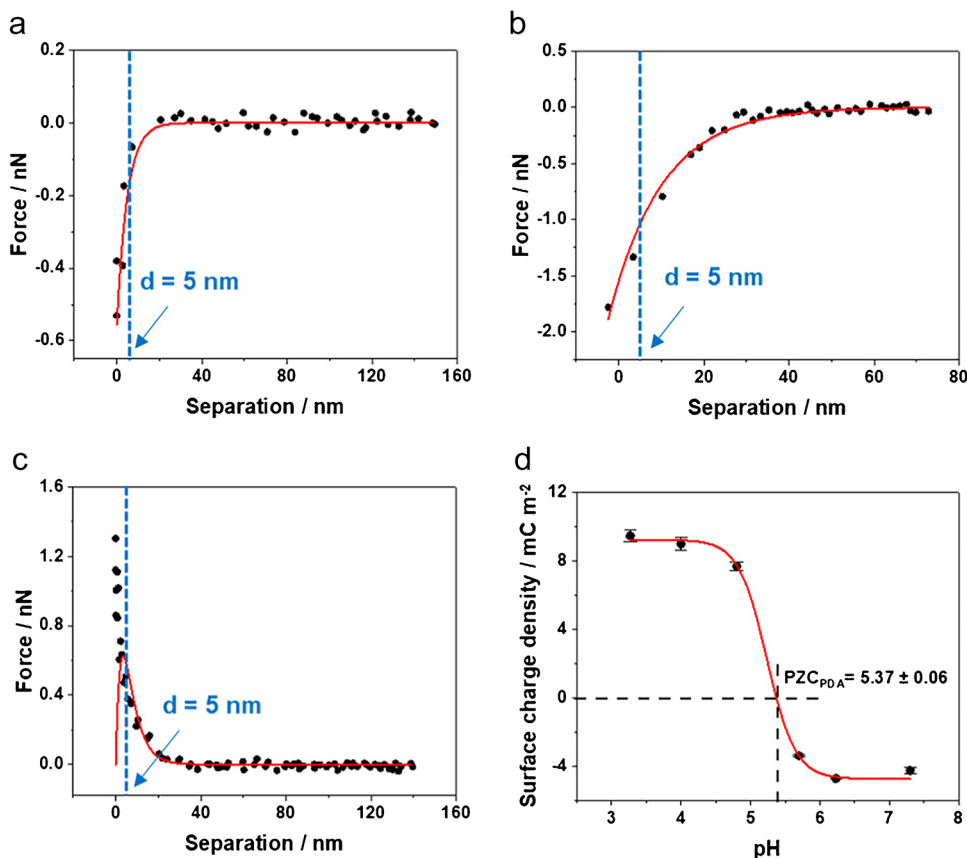 a
0.2
0.0
-0.2
-0.4
-0.6
Force / nN
d = 5 nm
0 40 80 120 160
Separation / nm
b
0.5
0.0
-0.5
-1.0
-1.5
-2.0
Force / nN
d = 5 nm
0 20 40 60 80
Separation / nm
c
1.6
1.2
0.8
0.4
0.0
Force / nN
d = 5 nm
0 40 80 120 160
Separation / nm
d
12
8
4
0
-4
Surface charge density / mC m⁻²
PZC_PDA= 5.37 ± 0.06
3 4 5 6 7 8
pH